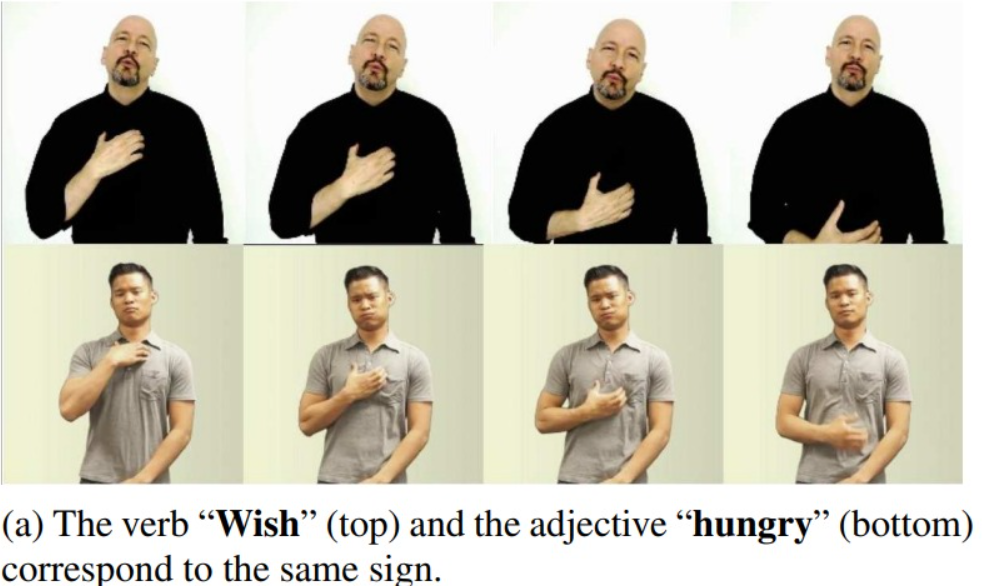 (a) The verb “Wish” (top) and the adjective “hungry” (bottom)
correspond to the same sign.